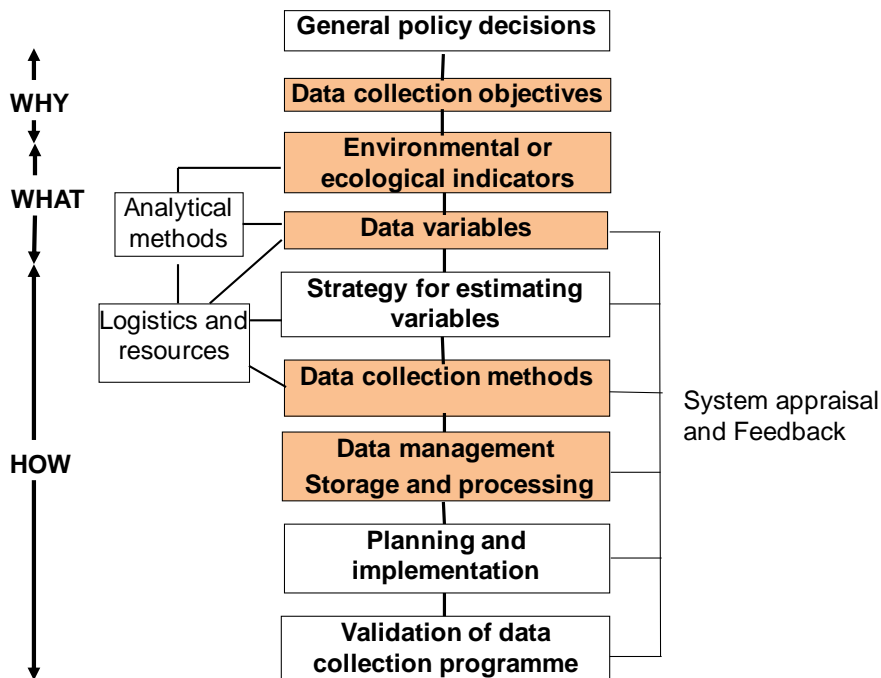 General policy decisions
WHY
Data collection objectives
Environmental or
ecological indicators
WHAT
Analytical
methods
Data variables
Strategy for estimating
variables
Logistics and
resources
Data collection methods
System appraisal
and Feedback
HOW
Data management
Storage and processing
Planning and
implementation
Validation of data
collection programme